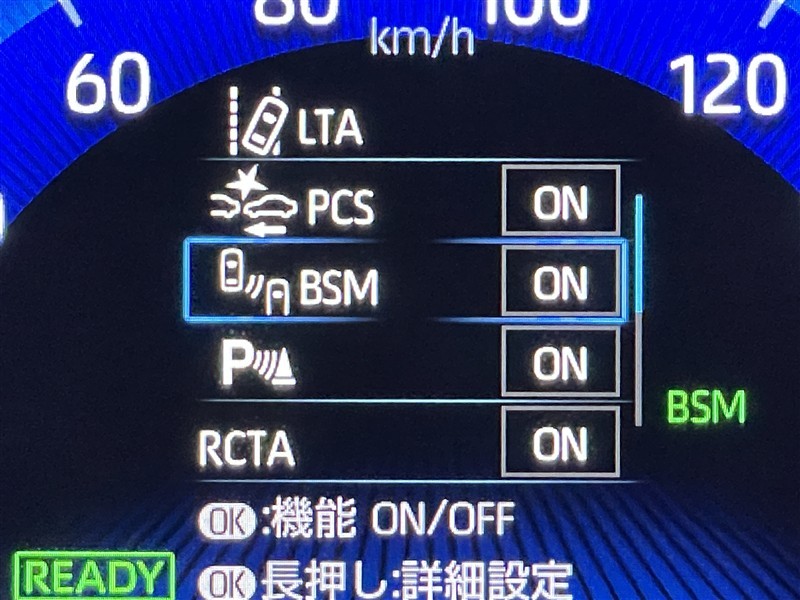 80 100
km/h
60 120
LTA
PCS ON
BSM ON
P ON
BSM
RCTA ON
OK:機能 ON/OFF
READY
OK長押し:詳細設定